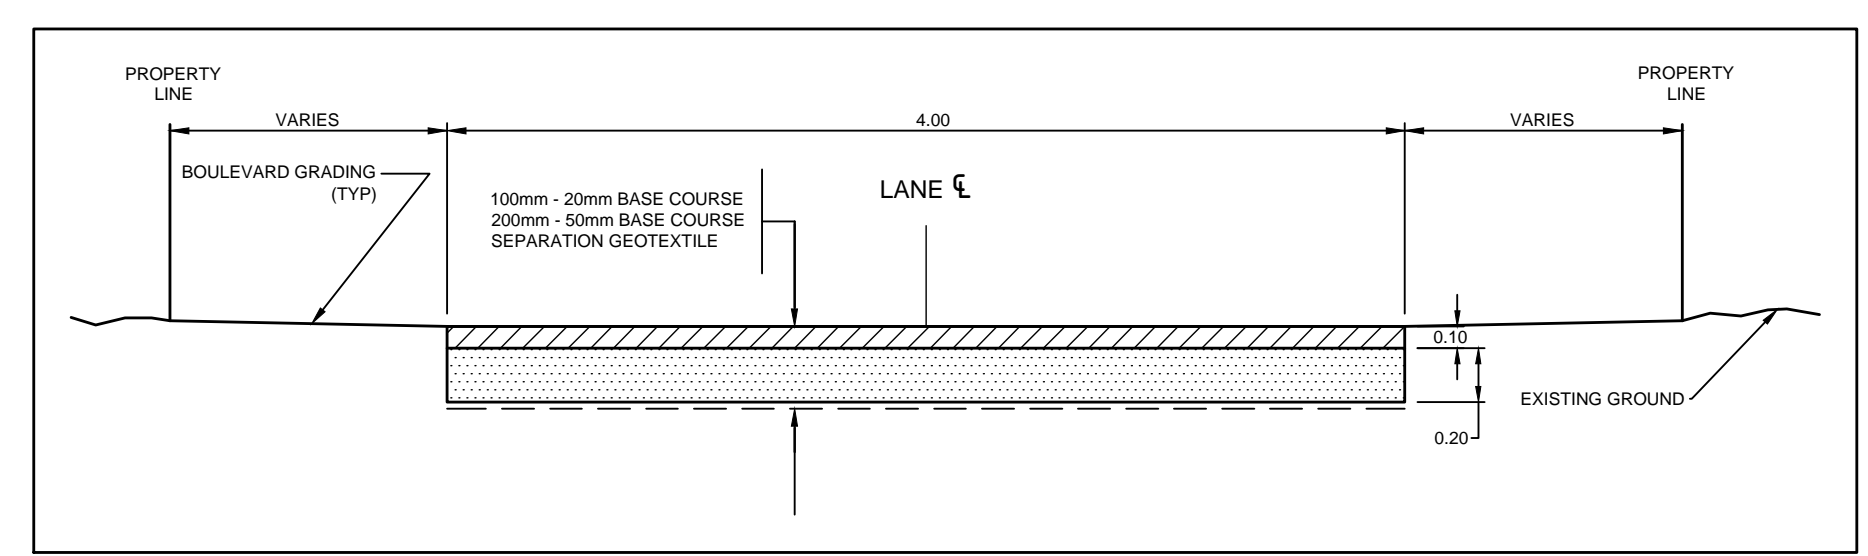 PROPERTY
LINE
PROPERTY
LINE
VARIES
4.00
VARIES
BOULEVARD GRADING
(TYP)
100mm - 20mm BASE COURSE
200mm - 50mm BASE COURSE
SEPARATION GEOTEXTILE
LANE ℄
0.10
EXISTING GROUND
0.20